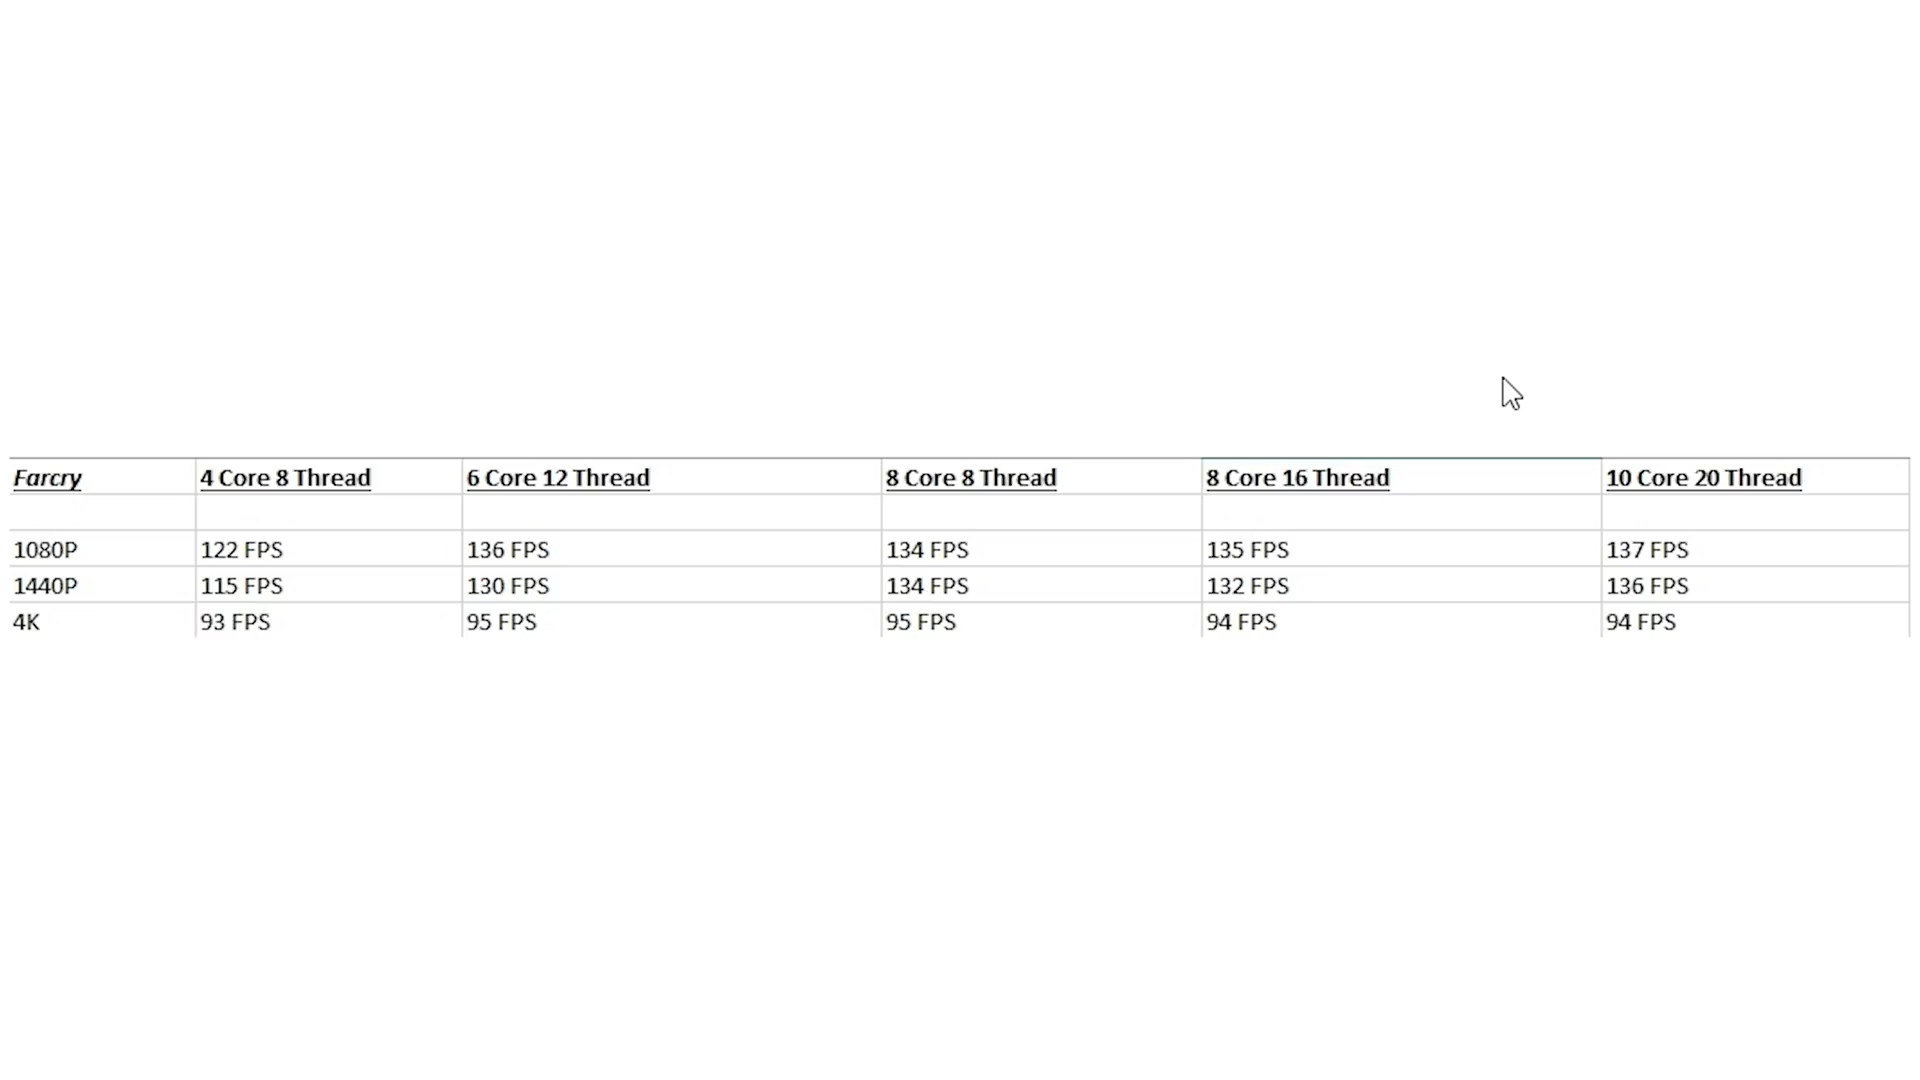 Farcry 4 Core 8 Thread 6 Core 12 Thread 8 Core 8 Thread 8 Core 16 Thread 10 Core 20 Thread
1080P 122 FPS 136 FPS 134 FPS 135 FPS 137 FPS
1440P 115 FPS 130 FPS 134 FPS 132 FPS 136 FPS
4K 93 FPS 95 FPS 95 FPS 94 FPS 94 FPS